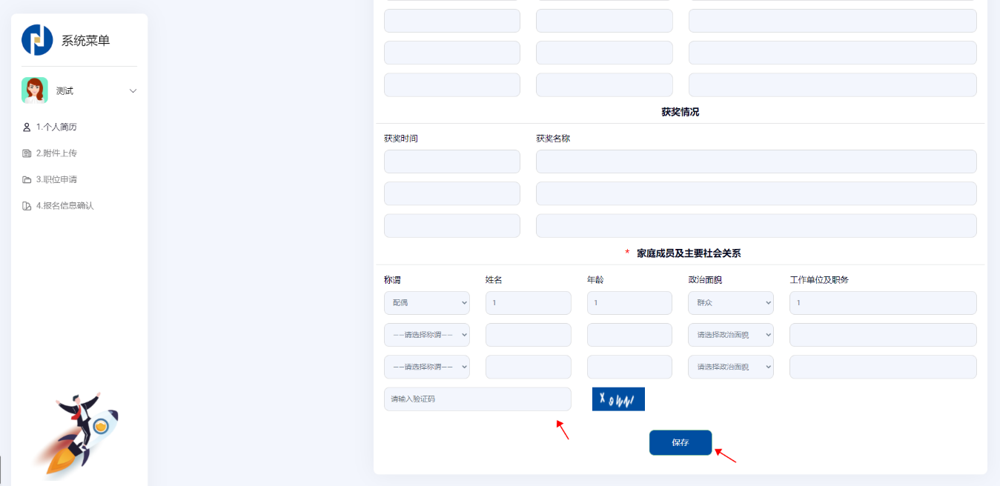 系统菜单
测试
1.个人简历
2.附件上传
3.职位申请
4.报名信息确认
获奖情况
获奖时间 获奖名称
* 家庭成员及主要社会关系
称谓 姓名 年龄 政治面貌 工作单位及职务
配偶 1 1 群众 1
--请选择称谓-- 请选择政治面貌
--请选择称谓-- 请选择政治面貌
请输入验证码
保存